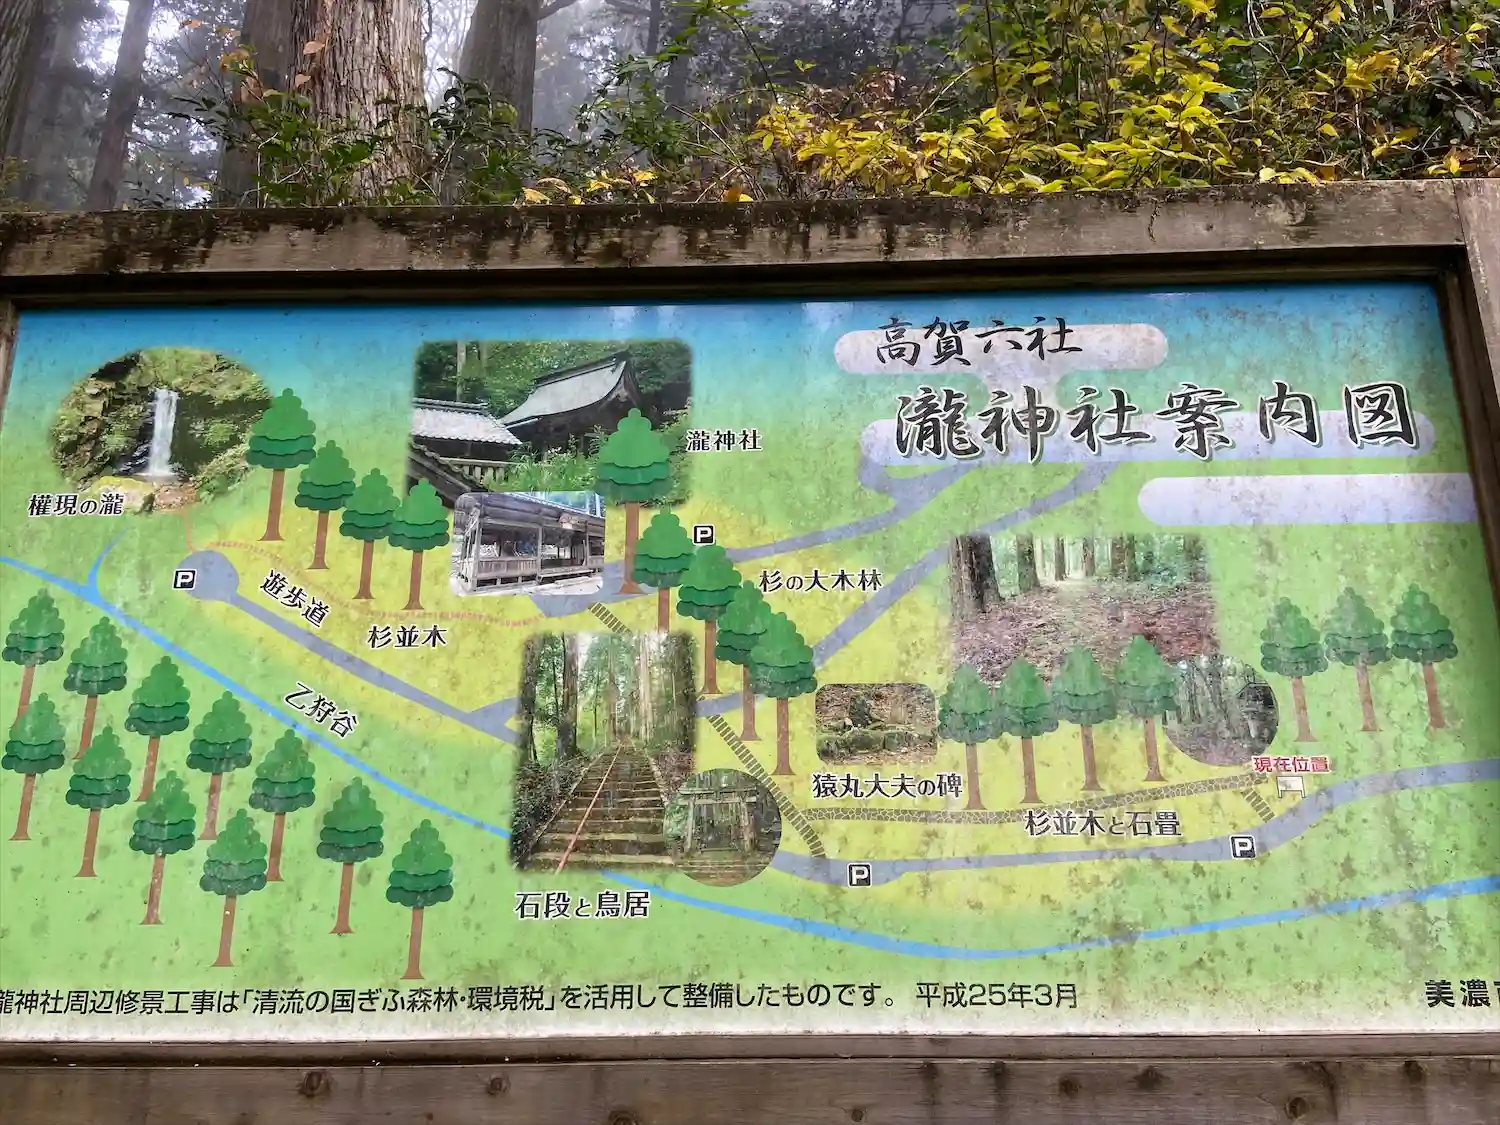 高賀六社
瀧神社案内図
瀧神社
權現の瀧
P
P
杉の大木林
遊歩道
杉並木
乙狩谷
現在位置
猿丸大夫の碑
杉並木と石畳
P
P
石段と鳥居
瀧神社周辺修景工事は「清流の国ぎふ森林・環境税」を活用して整備したものです。 平成25年3月
美濃市